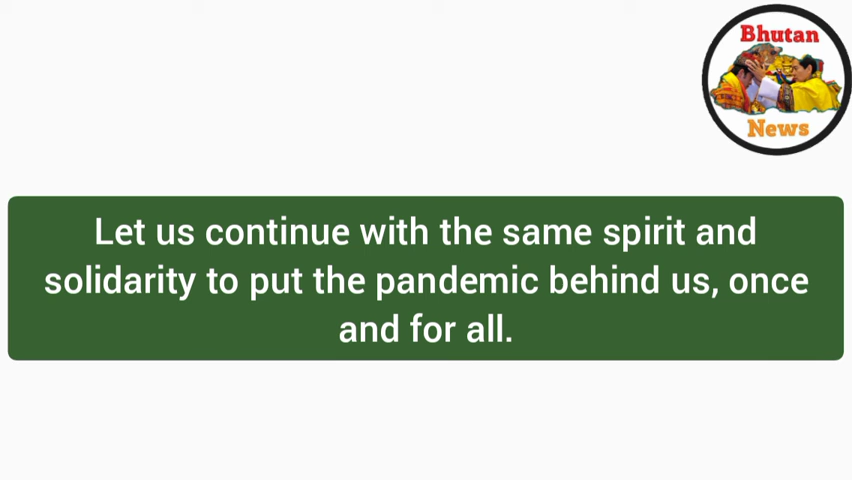 Bhutan
News
Let us continue with the same spirit and
solidarity to put the pandemic behind us, once
and for all.